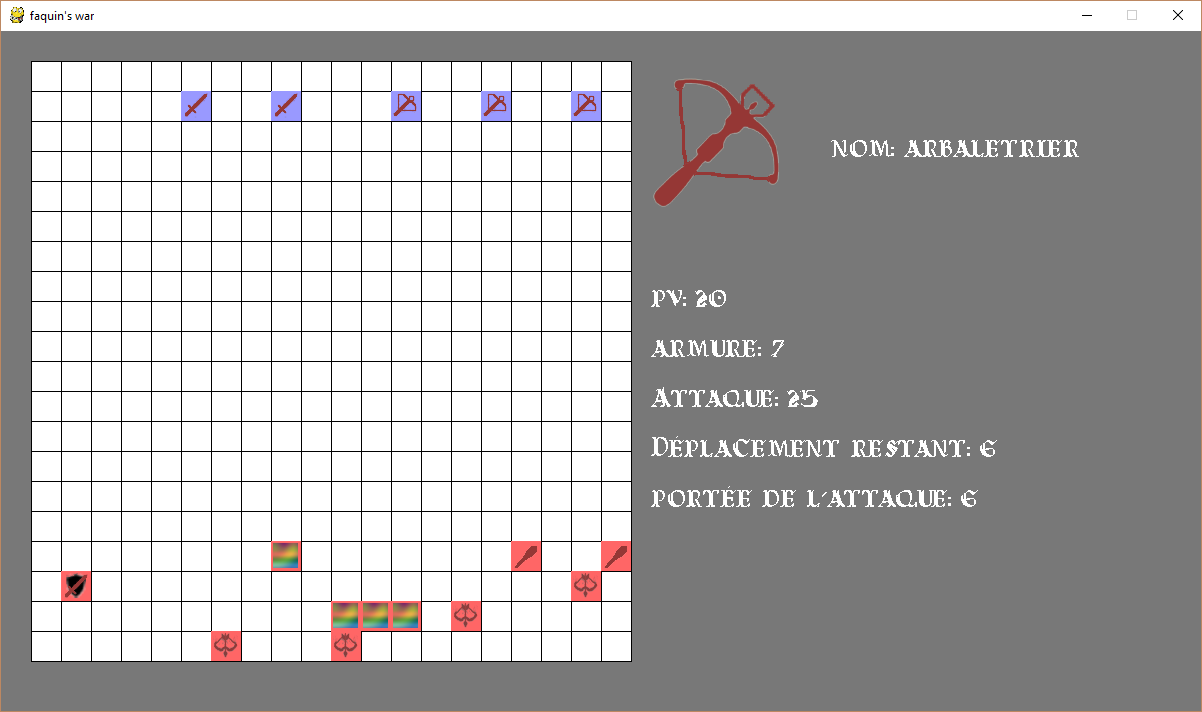 faquin's war
NOM: ARBALETRIER
PV: 20
ARMURE: 7
ATTAQUE: 25
DÉPLACEMENT RESTANT: 6
PORTÉE DE L'ATTAQUE: 6